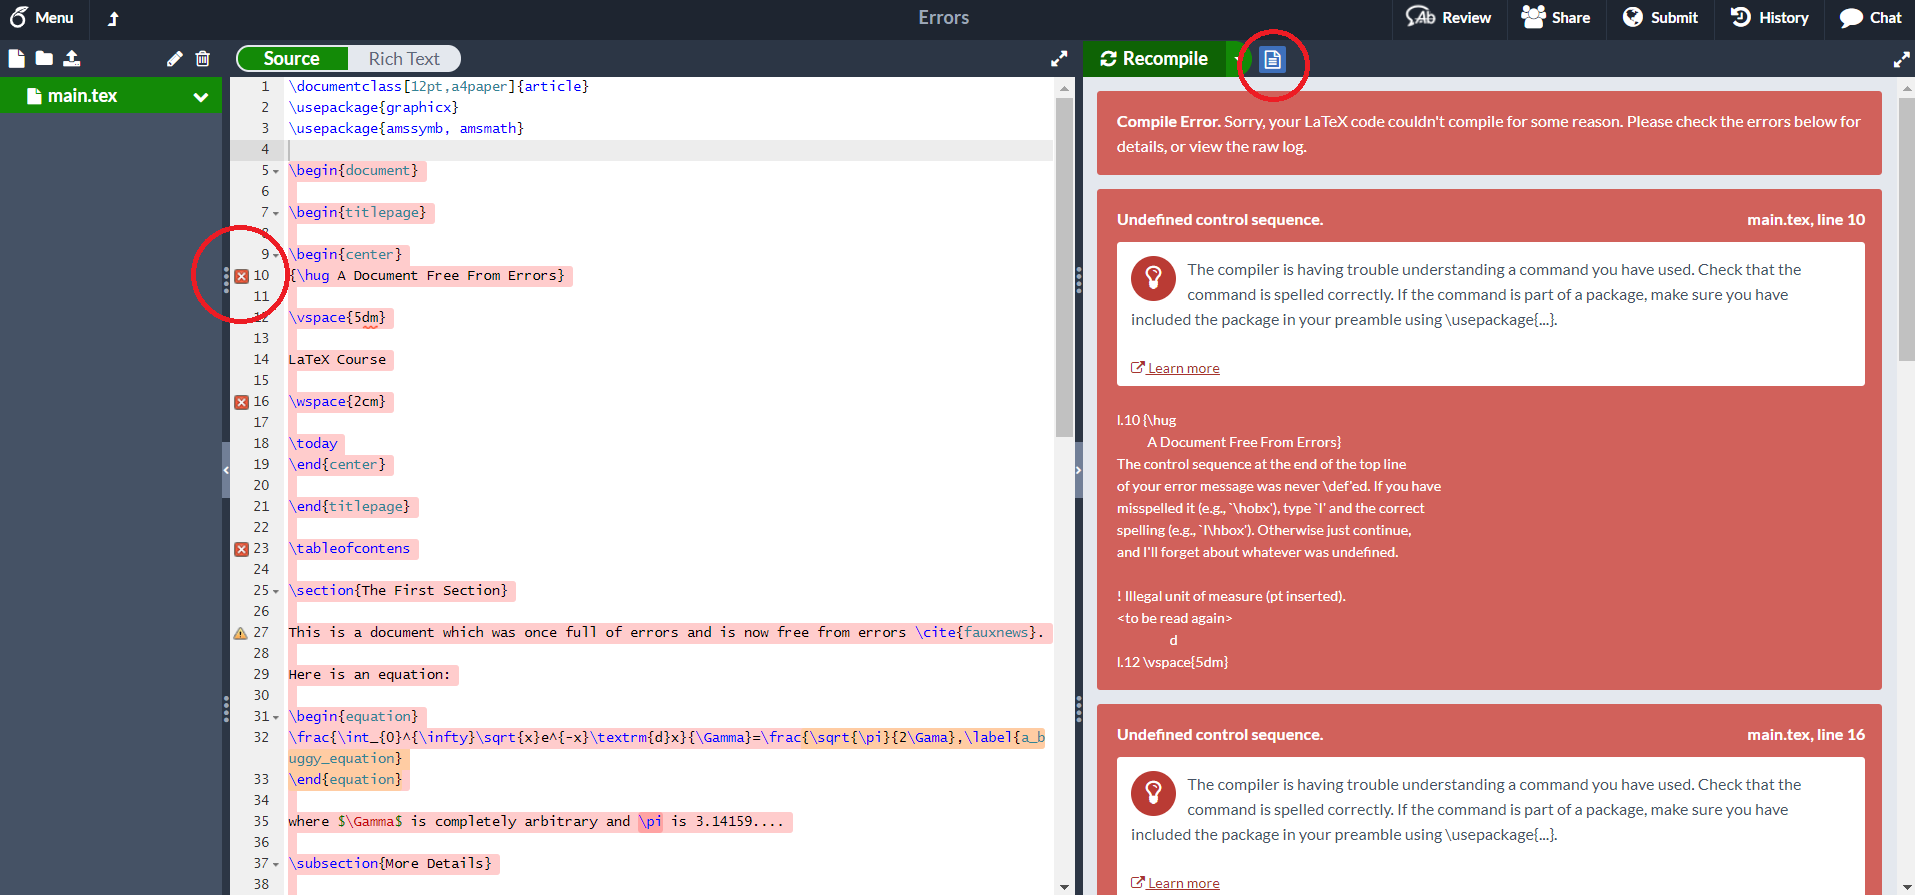 Menu
Errors
Review
Share
Submit
History
Chat
Source
Rich Text
Recompile
main.tex
1 \documentclass[12pt,a4paper]{article}
2 \usepackage{graphicx}
3 \usepackage{amssymb, amsmath}
4
5 \begin{document}
6
7 \begin{titlepage}
8
9 \begin{center}
10 {\hug A Document Free From Errors}
11
12 \vspace{5dm}
13
14 LaTeX Course
15
16 \wspace{2cm}
17
18 \today
19 \end{center}
20
21 \end{titlepage}
22
23 \tableofcontens
24
25 \section{The First Section}
26
27 This is a document which was once full of errors and is now free from errors \cite{fauxnews}.
28
29 Here is an equation:
30
31 \begin{equation}
32 \frac{\int_{0}^{\infty}\sqrt{x}e^{-x}\textrm{d}x}{\Gamma}=\frac{\sqrt{\pi}{2\Gama},\label{a_b
uggy_equation}
33 \end{equation}
34
35 where $\Gamma$ is completely arbitrary and \pi is 3.14159....
36
37 \subsection{More Details}
38
Compile Error. Sorry, your LaTeX code couldn't compile for some reason. Please check the errors below for
details, or view the raw log.
Undefined control sequence.
main.tex, line 10
The compiler is having trouble understanding a command you have used. Check that the
command is spelled correctly. If the command is part of a package, make sure you have
included the package in your preamble using \usepackage{...}.
Learn more
l.10 {\hug
A Document Free From Errors}
The control sequence at the end of the top line
of your error message was never \def'ed. If you have
misspelled it (e.g., `\hobx'), type `I' and the correct
spelling (e.g., `I\hbox'). Otherwise just continue,
and I'll forget about whatever was undefined.
! Illegal unit of measure (pt inserted).
<to be read again>
d
l.12 \vspace{5dm}
Undefined control sequence.
main.tex, line 16
The compiler is having trouble understanding a command you have used. Check that the
command is spelled correctly. If the command is part of a package, make sure you have
included the package in your preamble using \usepackage{...}.
Learn more